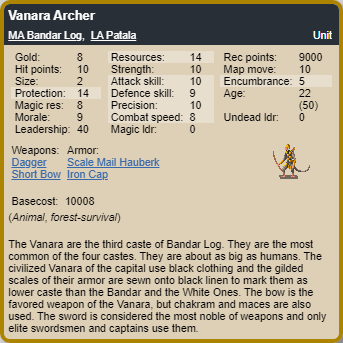 Vanara Archer
MA Bandar Log, LA Patala Unit
Gold: 8 Resources: 14 Rec points: 9000
Hit points: 10 Strength: 10 Map move: 10
Size: 2 Attack skill: 10 Encumbrance: 5
Protection: 14 Defence skill: 9 Age: 22
Magic res: 8 Precision: 10 (50)
Morale: 9 Combat speed: 8 Undead ldr: 0
Leadership: 40 Magic ldr: 0
Weapons: Armor:
Dagger Scale Mail Hauberk
Short Bow Iron Cap
Basecost: 10008
(Animal, forest-survival)
The Vanara are the third caste of Bandar Log. They are the most
common of the four castes. They are about as big as humans. The
civilized Vanara of the capital use black clothing and the gilded
scales of their armor are sewn onto black linen to mark them as
lower caste than the Bandar and the White Ones. The bow is the
favored weapon of the Vanara, but chakram and maces are also
used. The sword is considered the most noble of weapons and only
elite swordsmen and captains use them.